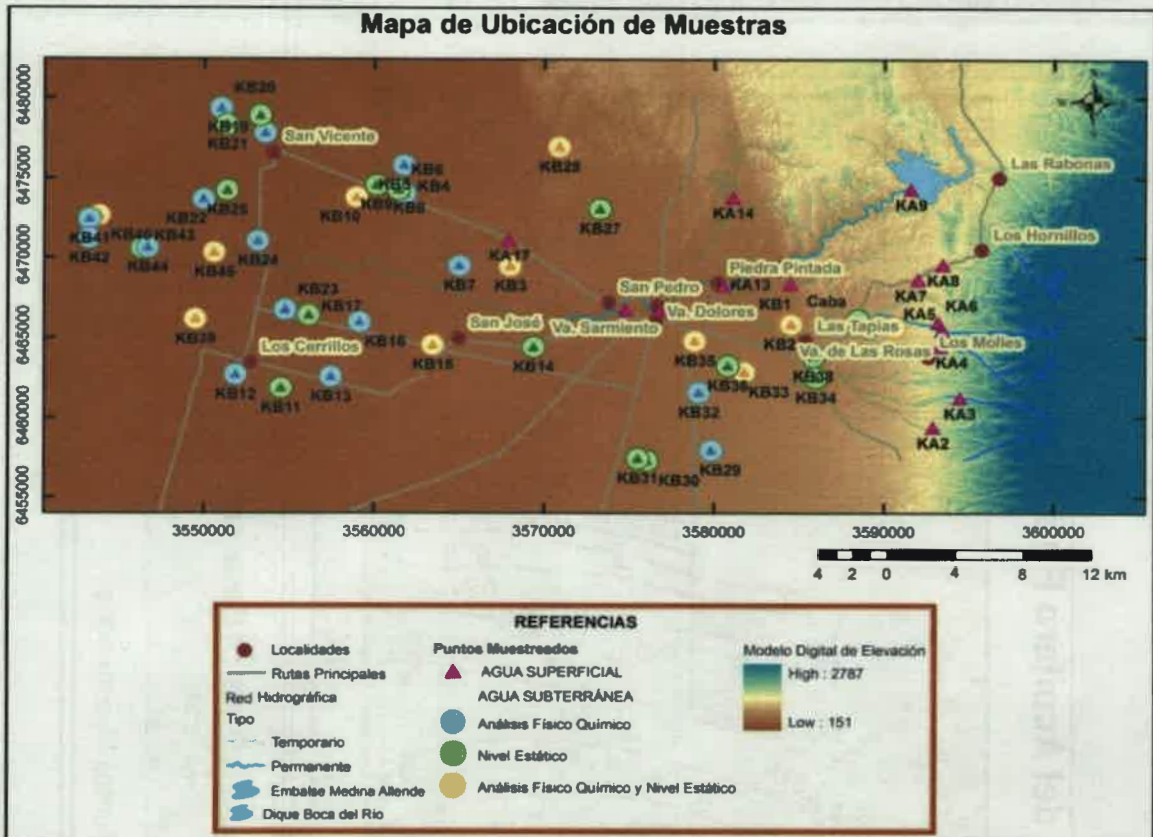 Mapa de Ubicación de Muestras
6480000
6475000
6470000
6465000
6460000
6455000
KB20
KB19
KB21
San Vicente
KB6
KB5
KB4
KB9
KB8
KB10
KB28
KB22
KB25
KB27
KA14
KA9
Las Rabonas
Los Hornillos
KB41
KB40
KB43
KB42
KB44
KB45
KB24
KA17
KB7
KB3
San Pedro
Piedra Pintada
KA13
KB1
Caba
KA8
KA7
KA6
KA5
KB23
KB17
KB16
San José
Va. Sarmiento
Va. Dolores
KB2
Las Tapias
Los Molles
KA4
KB39
Los Cerrillos
KB15
KB14
KB35
Va. de Las Rosas
KB36
KB33
KB38
KB34
KB12
KB11
KB13
KB32
KA3
KA2
KB31
KB30
KB29
3550000 3560000 3570000 3580000 3590000 3600000
4 2 0 4 8 12 km
REFERENCIAS
Localidades
Rutas Principales
Red Hidrográfica
Tipo
Temporario
Permanente
Embalse Medina Allende
Dique Boca del Río
Puntos Muestreados
AGUA SUPERFICIAL
AGUA SUBTERRÁNEA
Análisis Físico Químico
Nivel Estático
Análisis Físico Químico y Nivel Estático
Modelo Digital de Elevación
High : 2787
Low : 151